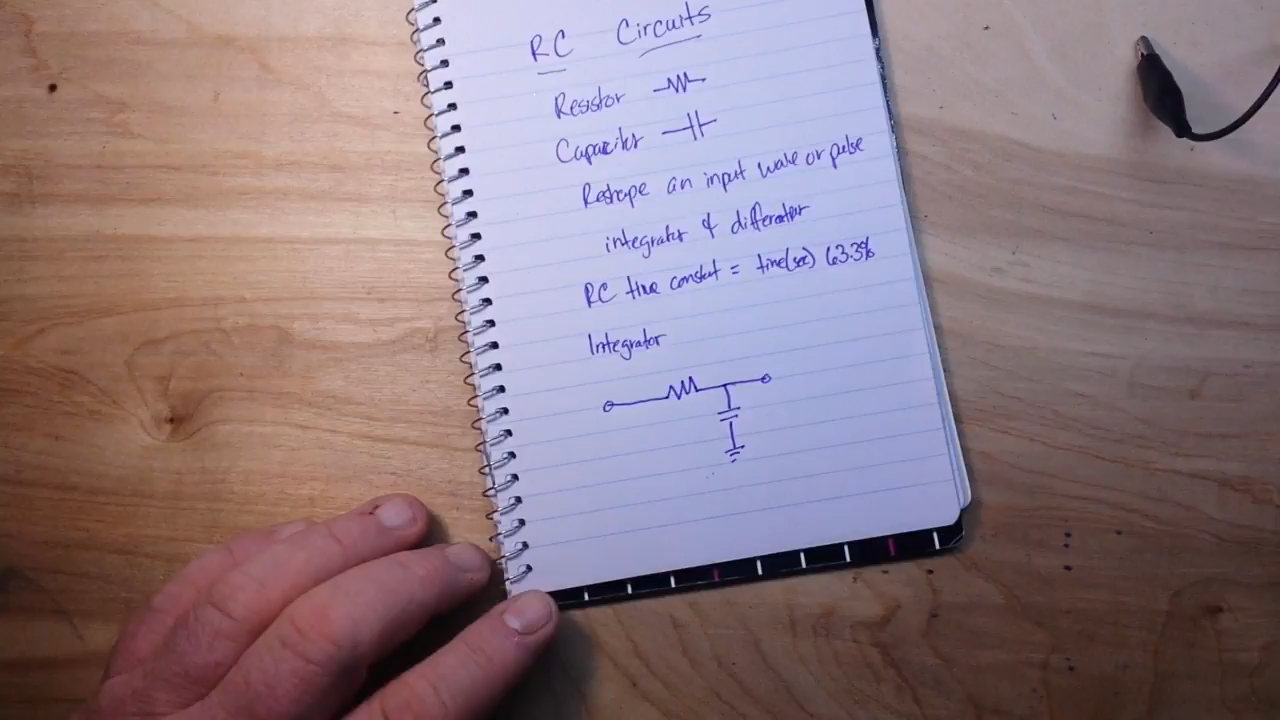 RC Circuits
Resistor
Capacitor
Reshape an input wave or pulse
integrator & differentiator
RC time constant = time(sec) 63.3%
Integrator